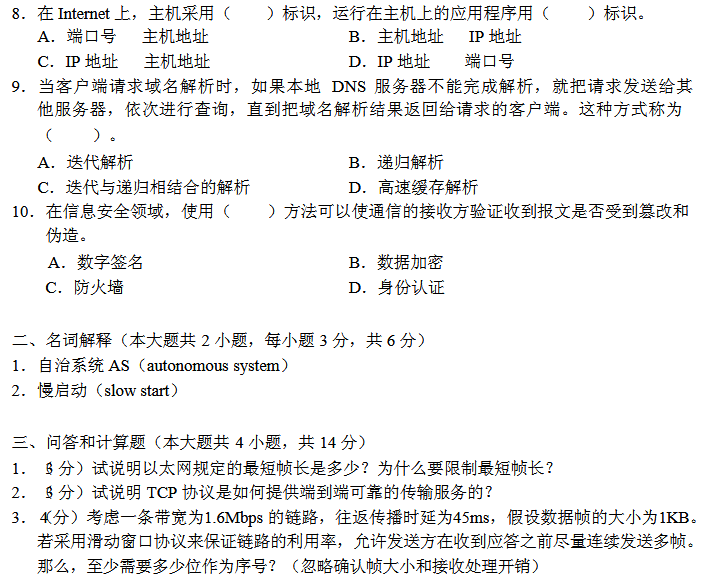 8．在 Internet 上，主机采用（　　）标识，运行在主机上的应用程序用（　　）标识。
A．端口号　主机地址　　B．主机地址　IP 地址
C．IP 地址　主机地址　　D．IP 地址　端口号
9．当客户端请求域名解析时，如果本地 DNS 服务器不能完成解析，就把请求发送给其
他服务器，依次进行查询，直到把域名解析结果返回给请求的客户端。这种方式称为
（　　）。
A．迭代解析　　B．递归解析
C．迭代与递归相结合的解析　　D．高速缓存解析
10．在信息安全领域，使用（　　）方法可以使通信的接收方验证收到报文是否受到篡改和
伪造。
A．数字签名　　B．数据加密
C．防火墙　　D．身份认证
二、名词解释（本大题共 2 小题，每小题 3 分，共 6 分）
1．自治系统 AS（autonomous system）
2．慢启动（slow start）
三、问答和计算题（本大题共 4 小题，共 14 分）
1．（3 分）试说明以太网规定的最短帧长是多少？为什么要限制最短帧长？
2．（3 分）试说明 TCP 协议是如何提供端到端可靠的传输服务的？
3．（4 分）考虑一条带宽为1.6Mbps 的链路，往返传播时延为45ms，假设数据帧的大小为1KB。
若采用滑动窗口协议来保证链路的利用率，允许发送方在收到应答之前尽量连续发送多帧。
那么，至少需要多少位作为序号？（忽略确认帧大小和接收处理开销）